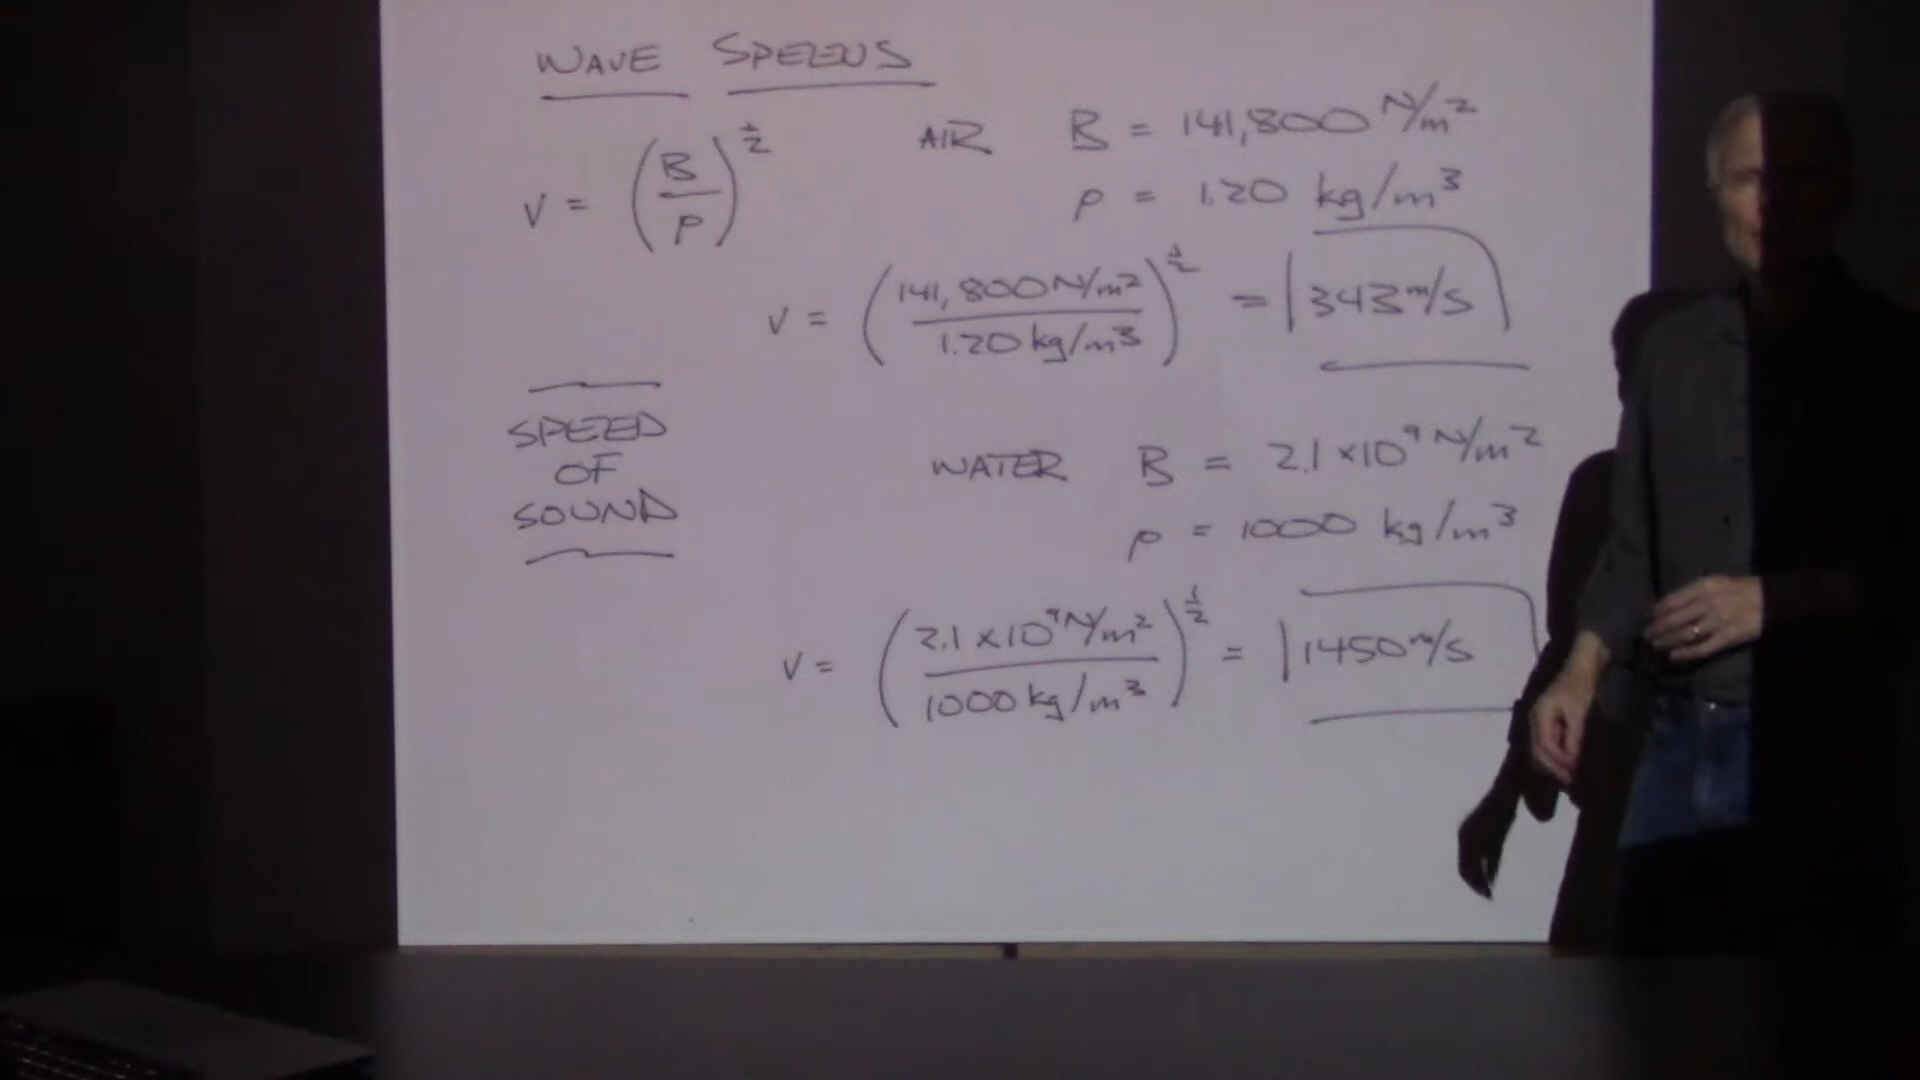 WAVE SPEEDS
v = (B/ρ)^½
AIR B = 141,800 N/m²
ρ = 1.20 kg/m³
v = (141,800 N/m² / 1.20 kg/m³)^½ = 343 m/s
SPEED
OF
SOUND
WATER B = 2.1 × 10⁹ N/m²
ρ = 1000 kg/m³
v = (2.1 × 10⁹ N/m² / 1000 kg/m³)^½ = 1450 m/s